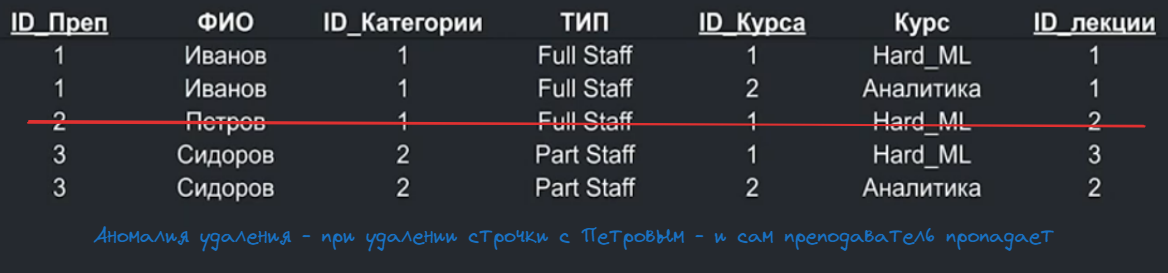 ID_Преп ФИО ID_Категории ТИП ID_Курса Курс ID_лекции
1 Иванов 1 Full Staff 1 Hard_ML 1
1 Иванов 1 Full Staff 2 Аналитика 1
2 Петров 1 Full Staff 1 Hard_ML 2
3 Сидоров 2 Part Staff 1 Hard_ML 3
3 Сидоров 2 Part Staff 2 Аналитика 2
Аномалия удаления - при удалении строчки с Петровым - и сам преподаватель пропадает